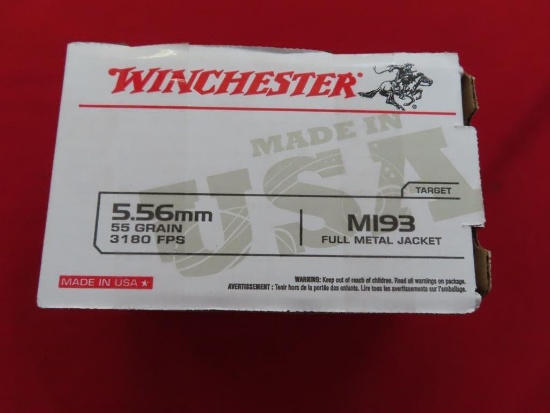 WINCHESTER®
MADE IN
USA
TARGET
5.56mm
55 GRAIN
3180 FPS
M193
FULL METAL JACKET
MADE IN USA ★
WARNING: Keep out of reach of children. Read all warnings on package.
AVERTISSEMENT : Tenir hors de la portée des enfants. Lire tous les avertissements sur l'emballage.